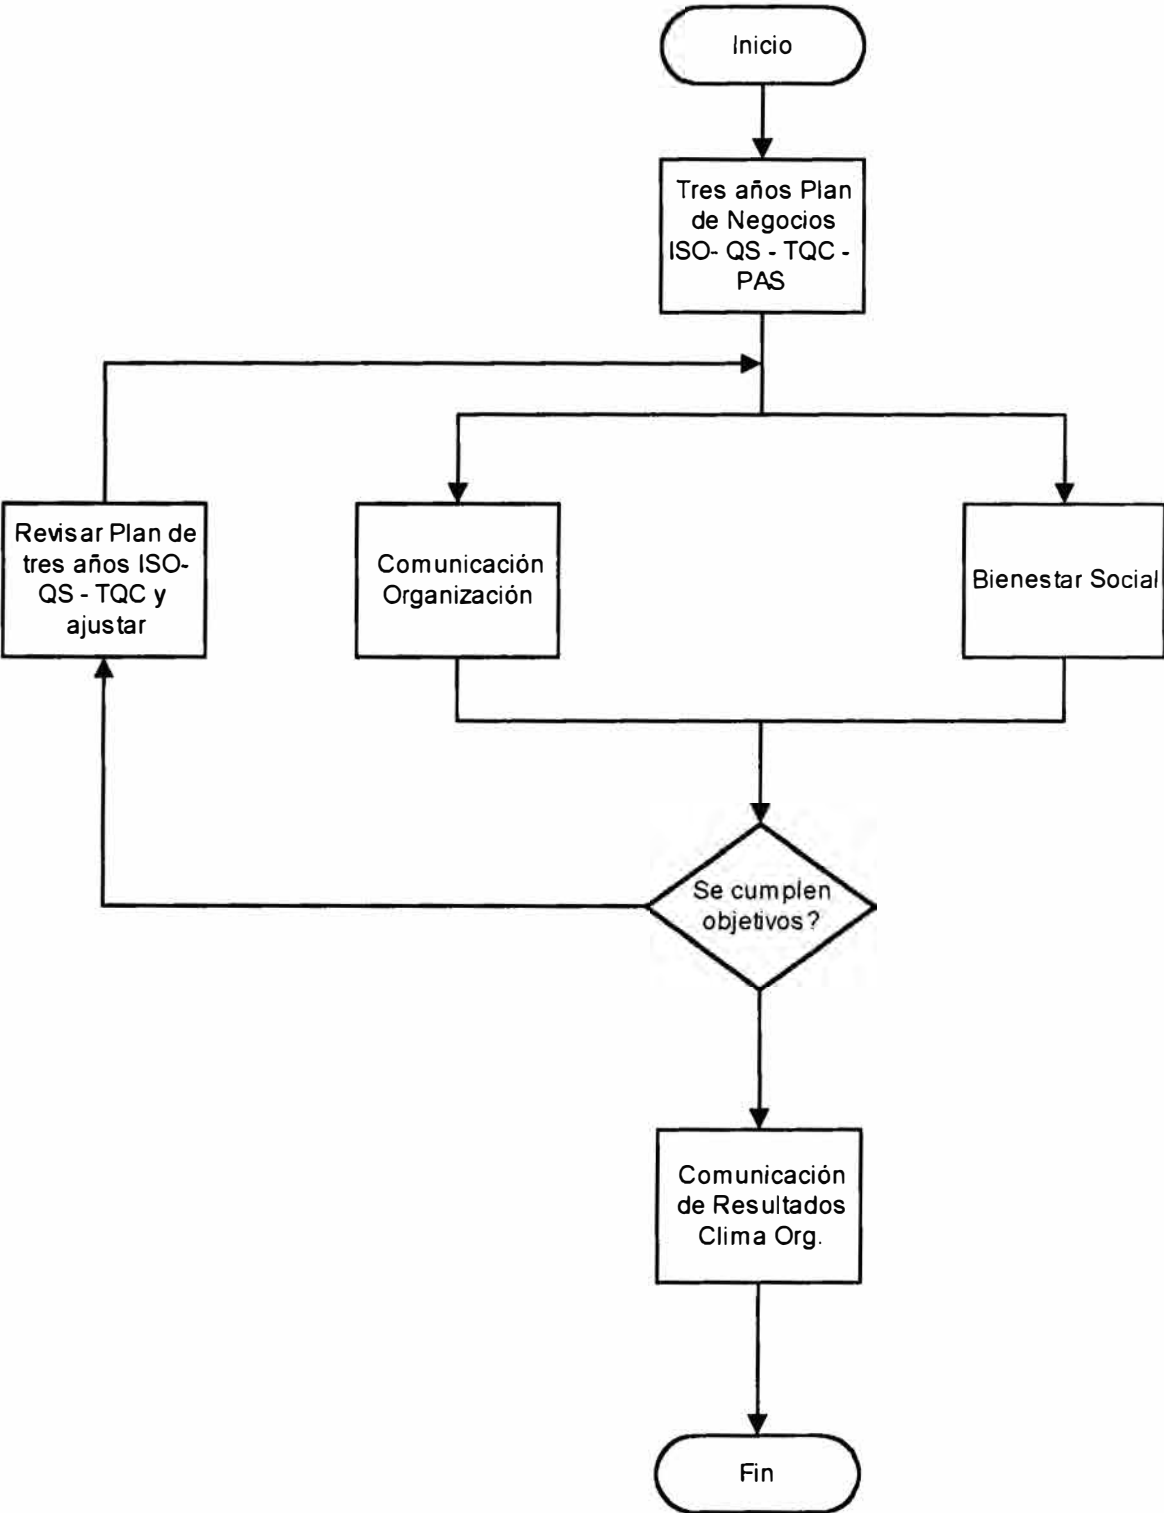 Inicio
Tres años Plan
de Negocios
ISO- QS - TQC -
PAS
Revisar Plan de
tres años ISO-
QS - TQC y
ajustar
Comunicación
Organización
Bienestar Social
Se cumplen
objetivos?
Comunicación
de Resultados
Clima Org.
Fin